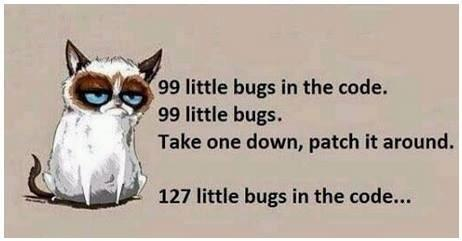 99 little bugs in the code.
99 little bugs.
Take one down, patch it around.
127 little bugs in the code...